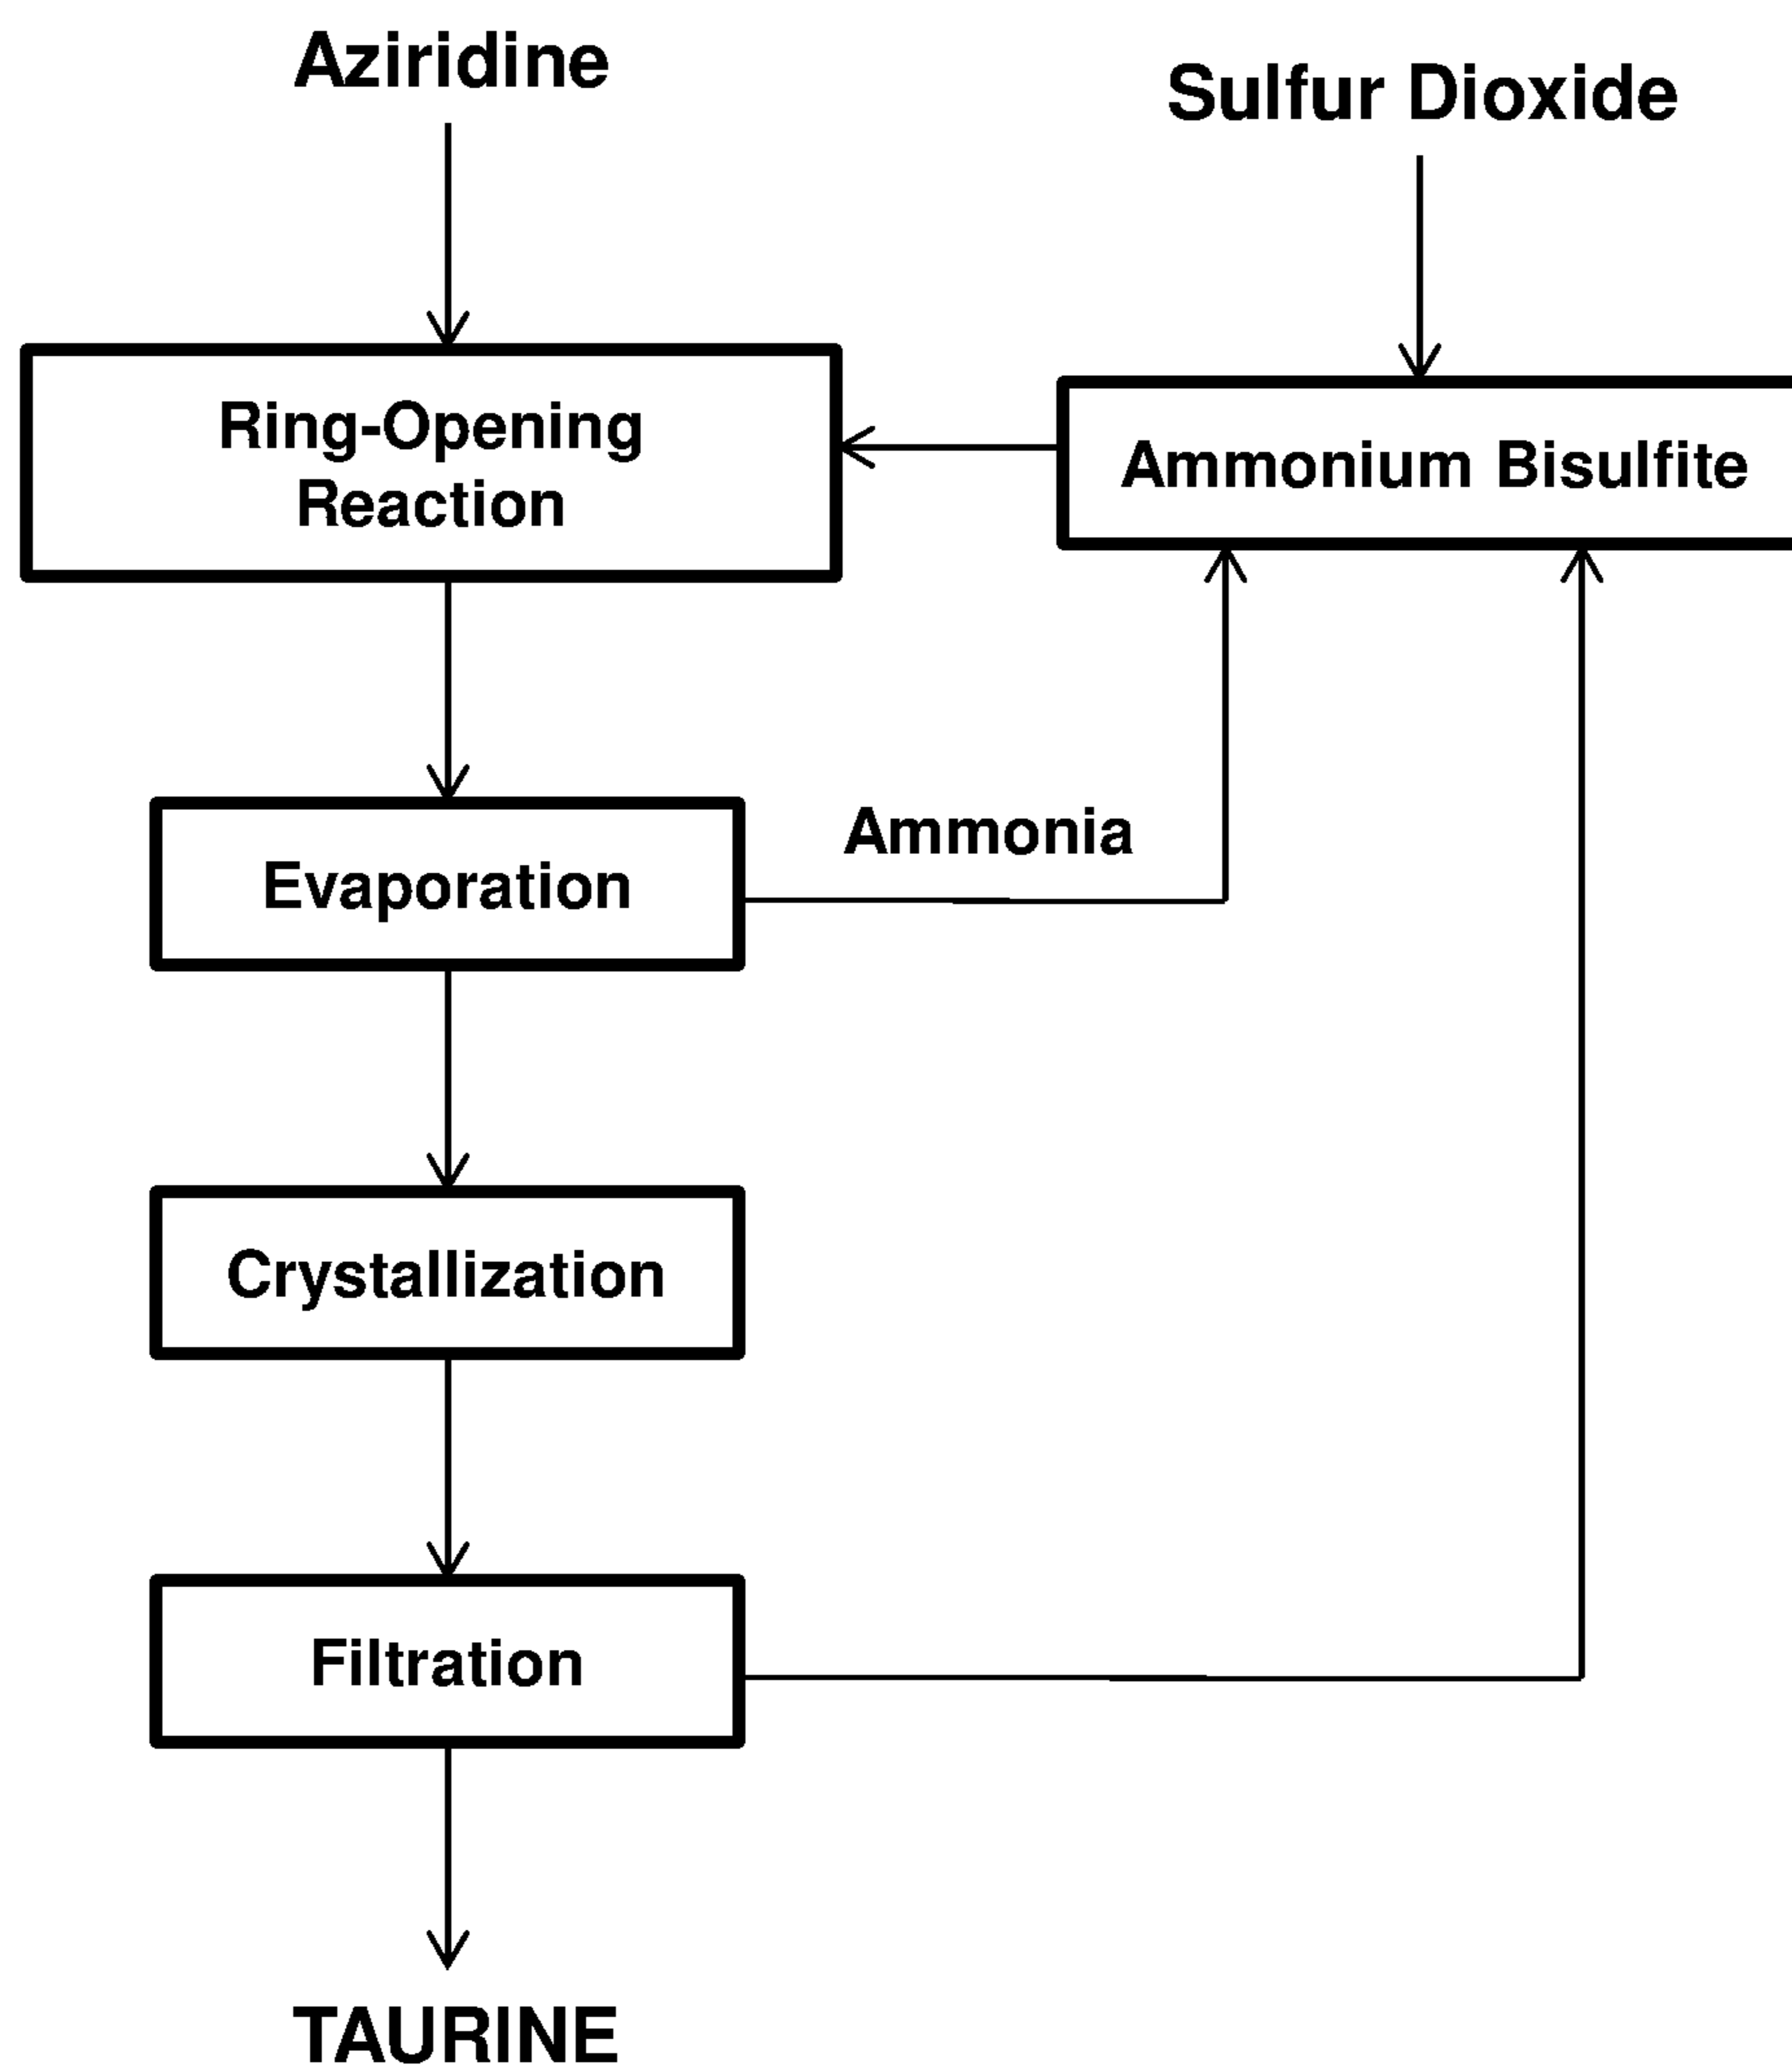 Aziridine
Sulfur Dioxide
Ring-Opening
Reaction
Ammonium Bisulfite
Ammonia
Evaporation
Crystallization
Filtration
TAURINE